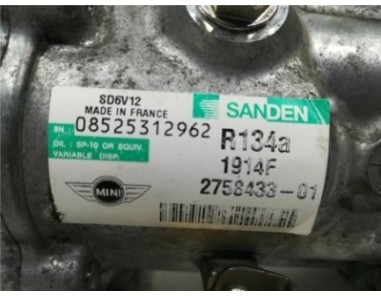 SD6V12
MADE IN FRANCE
SANDEN
SN.: 08525312962
R134a
OIL : SP-10 OR EQUIV.
VARIABLE DISP.
1914F
MINI
2758433-01